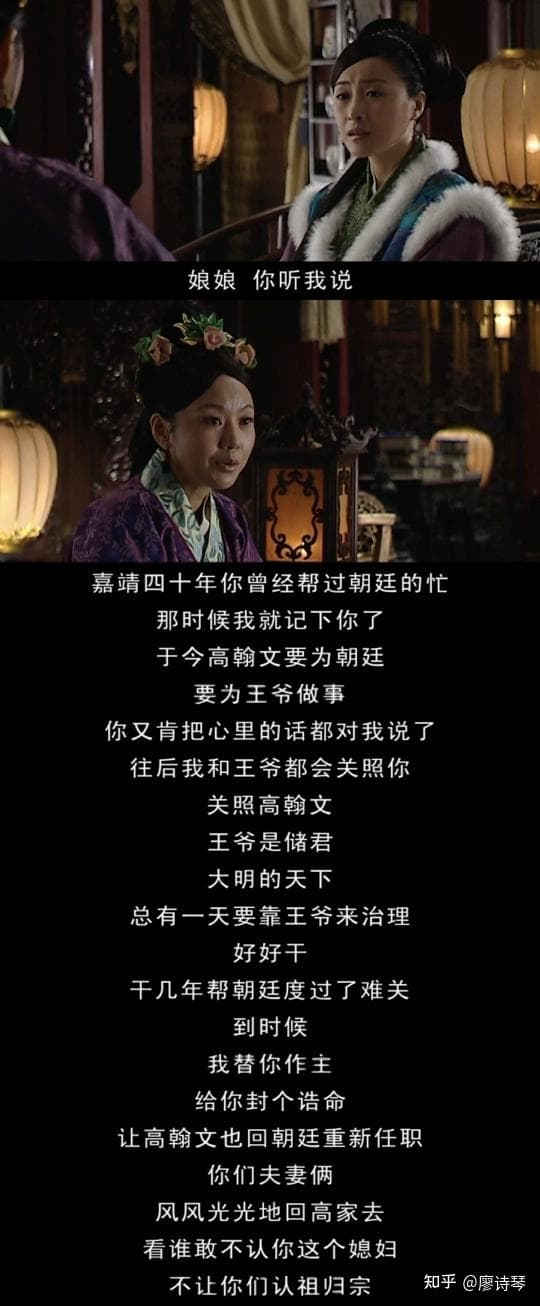 娘娘 你听我说
嘉靖四十年你曾经帮过朝廷的忙
那时候我就记下你了
于今高翰文要为朝廷
要为王爷做事
你又肯把心里的话都对我说了
往后我和王爷都会关照你
关照高翰文
王爷是储君
大明的天下
总有一天要靠王爷来治理
好好干
干几年帮朝廷度过了难关
到时候
我替你作主
给你封个诰命
让高翰文也回朝廷重新任职
你们夫妻俩
风风光光地回高家去
看谁敢不认你这个媳妇
不让你们认祖归宗
知乎 @廖诗琴